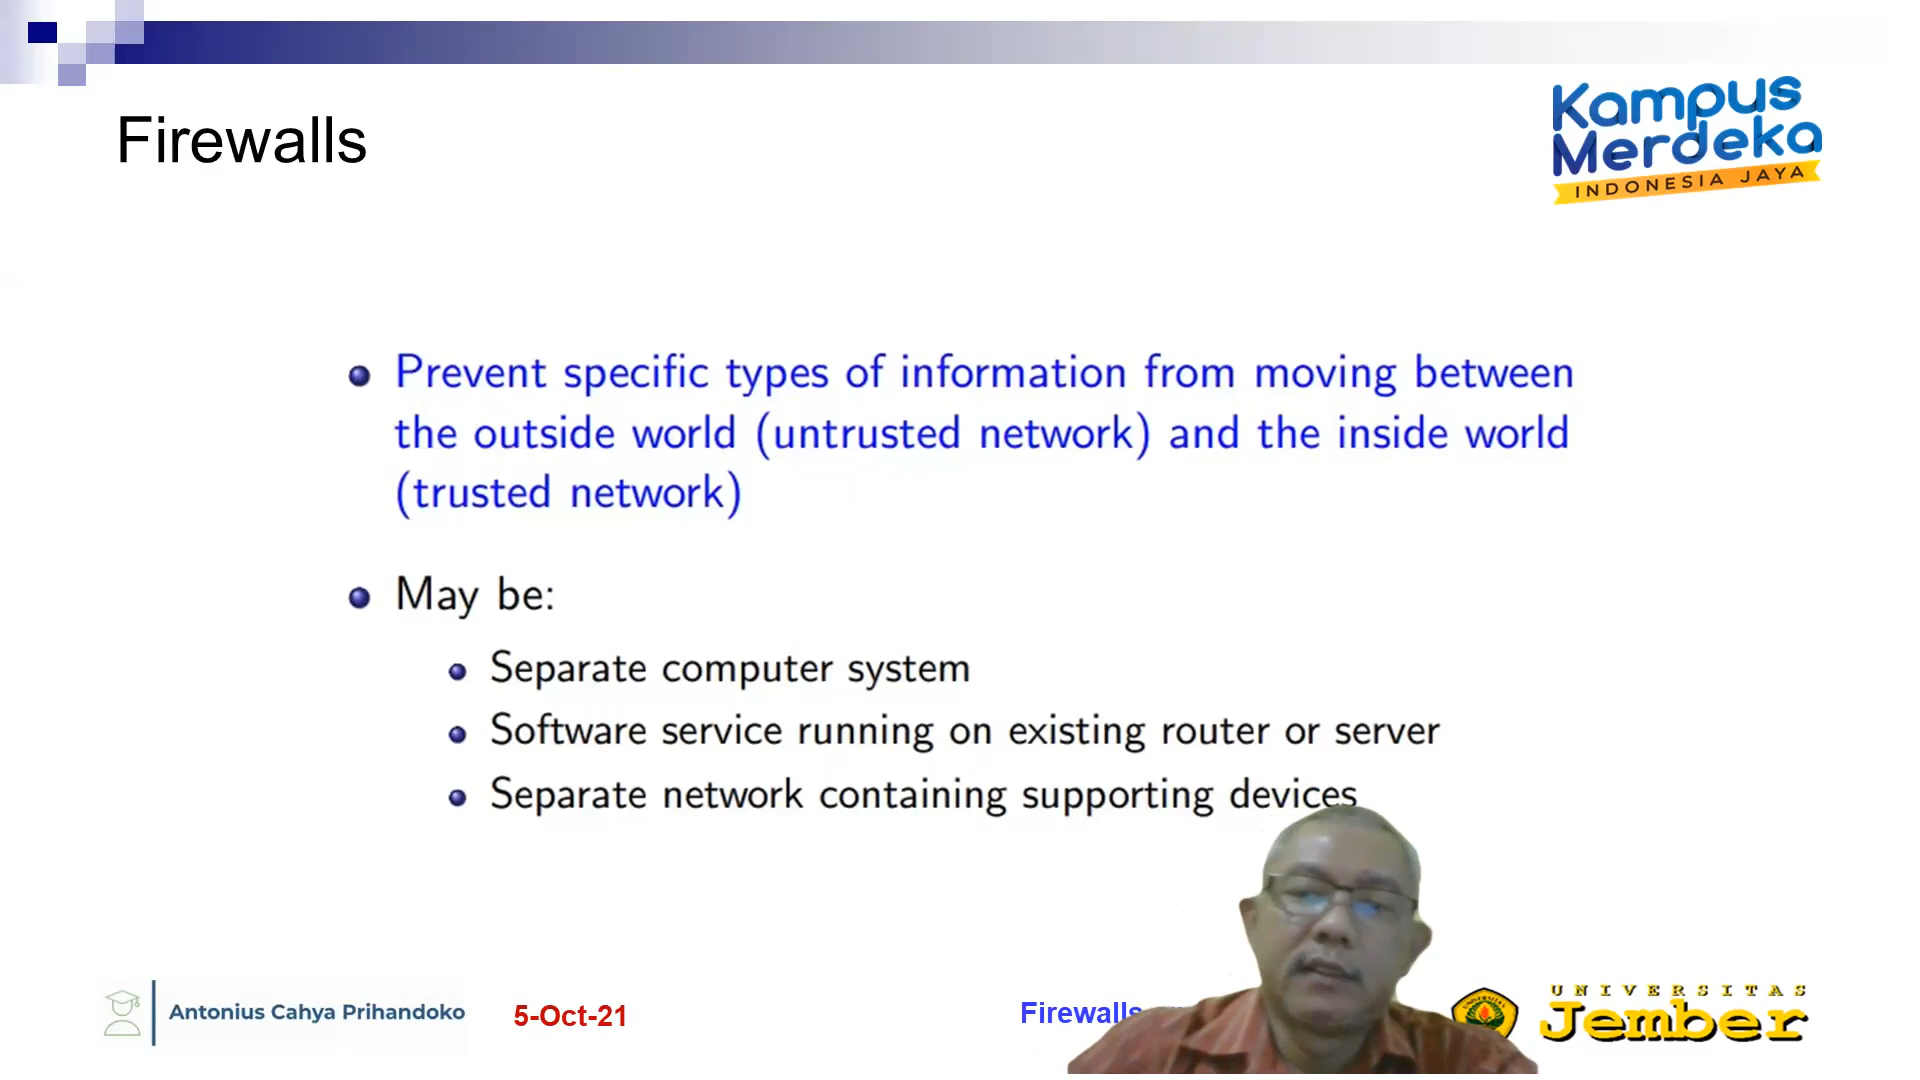 Firewalls
Kampus
Merdeka
INDONESIA JAYA
Prevent specific types of information from moving between
the outside world (untrusted network) and the inside world
(trusted network)
May be:
Separate computer system
Software service running on existing router or server
Separate network containing supporting devices
Antonius Cahya Prihandoko
5-Oct-21
Firewalls
UNIVERSITAS
Jember